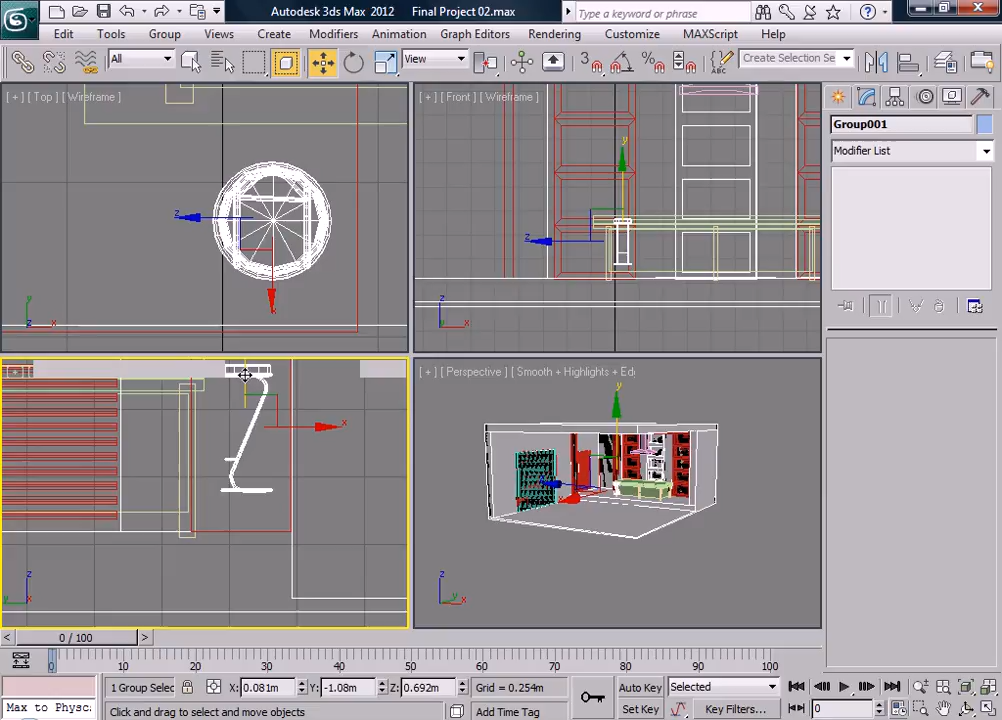 Autodesk 3ds Max 2012 Final Project 02.max Type a keyword or phrase
Edit Tools Group Views Create Modifiers Animation Graph Editors Rendering Customize MAXScript Help
All View 3 % ABC Create Selection Se
[ + ] [ Top ] [ Wireframe ]
[ + ] [ Front ] [ Wireframe ]
Group001
Modifier List
y
z
z
x
y
z
x
z
y
x
[ + ] [ Perspective ] [ Smooth + Highlights + Ed
x
y
z
y
x
z
y
x
< 0 / 100 >
0 10 20 30 40 50 60 70 80 90 100
1 Group Selec X: 0.081m Y: -1.08m Z: 0.692m Grid = 0.254m Auto Key Selected
Max to Physc. Click and drag to select and move objects Add Time Tag Set Key Key Filters... 0